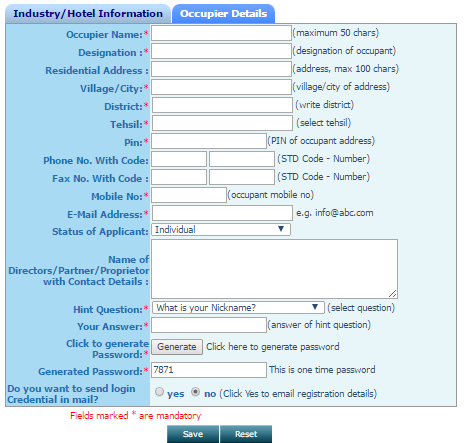 Industry/Hotel Information Occupier Details
Occupier Name:* (maximum 50 chars)
Designation :* (designation of occupant)
Residential Address : (address, max 100 chars)
Village/City:* (village/city of address)
District:* (write district)
Tehsil:* (select tehsil)
Pin:* (PIN of occupant address)
Phone No. With Code: (STD Code - Number)
Fax No. With Code : (STD Code - Number)
Mobile No:* (occupant mobile no)
E-Mail Address:* e.g. info@abc.com
Status of Applicant: Individual
Name of
Directors/Partner/Proprietor
with Contact Details :
Hint Question:* What is your Nickname? (select question)
Your Answer:* (answer of hint question)
Click to generate
Password:* Generate Click here to generate password
Generated Password:* 7871 This is one time password
Do you want to send login
Credential in mail? yes no (Click Yes to email registration details)
Fields marked * are mandatory
Save Reset